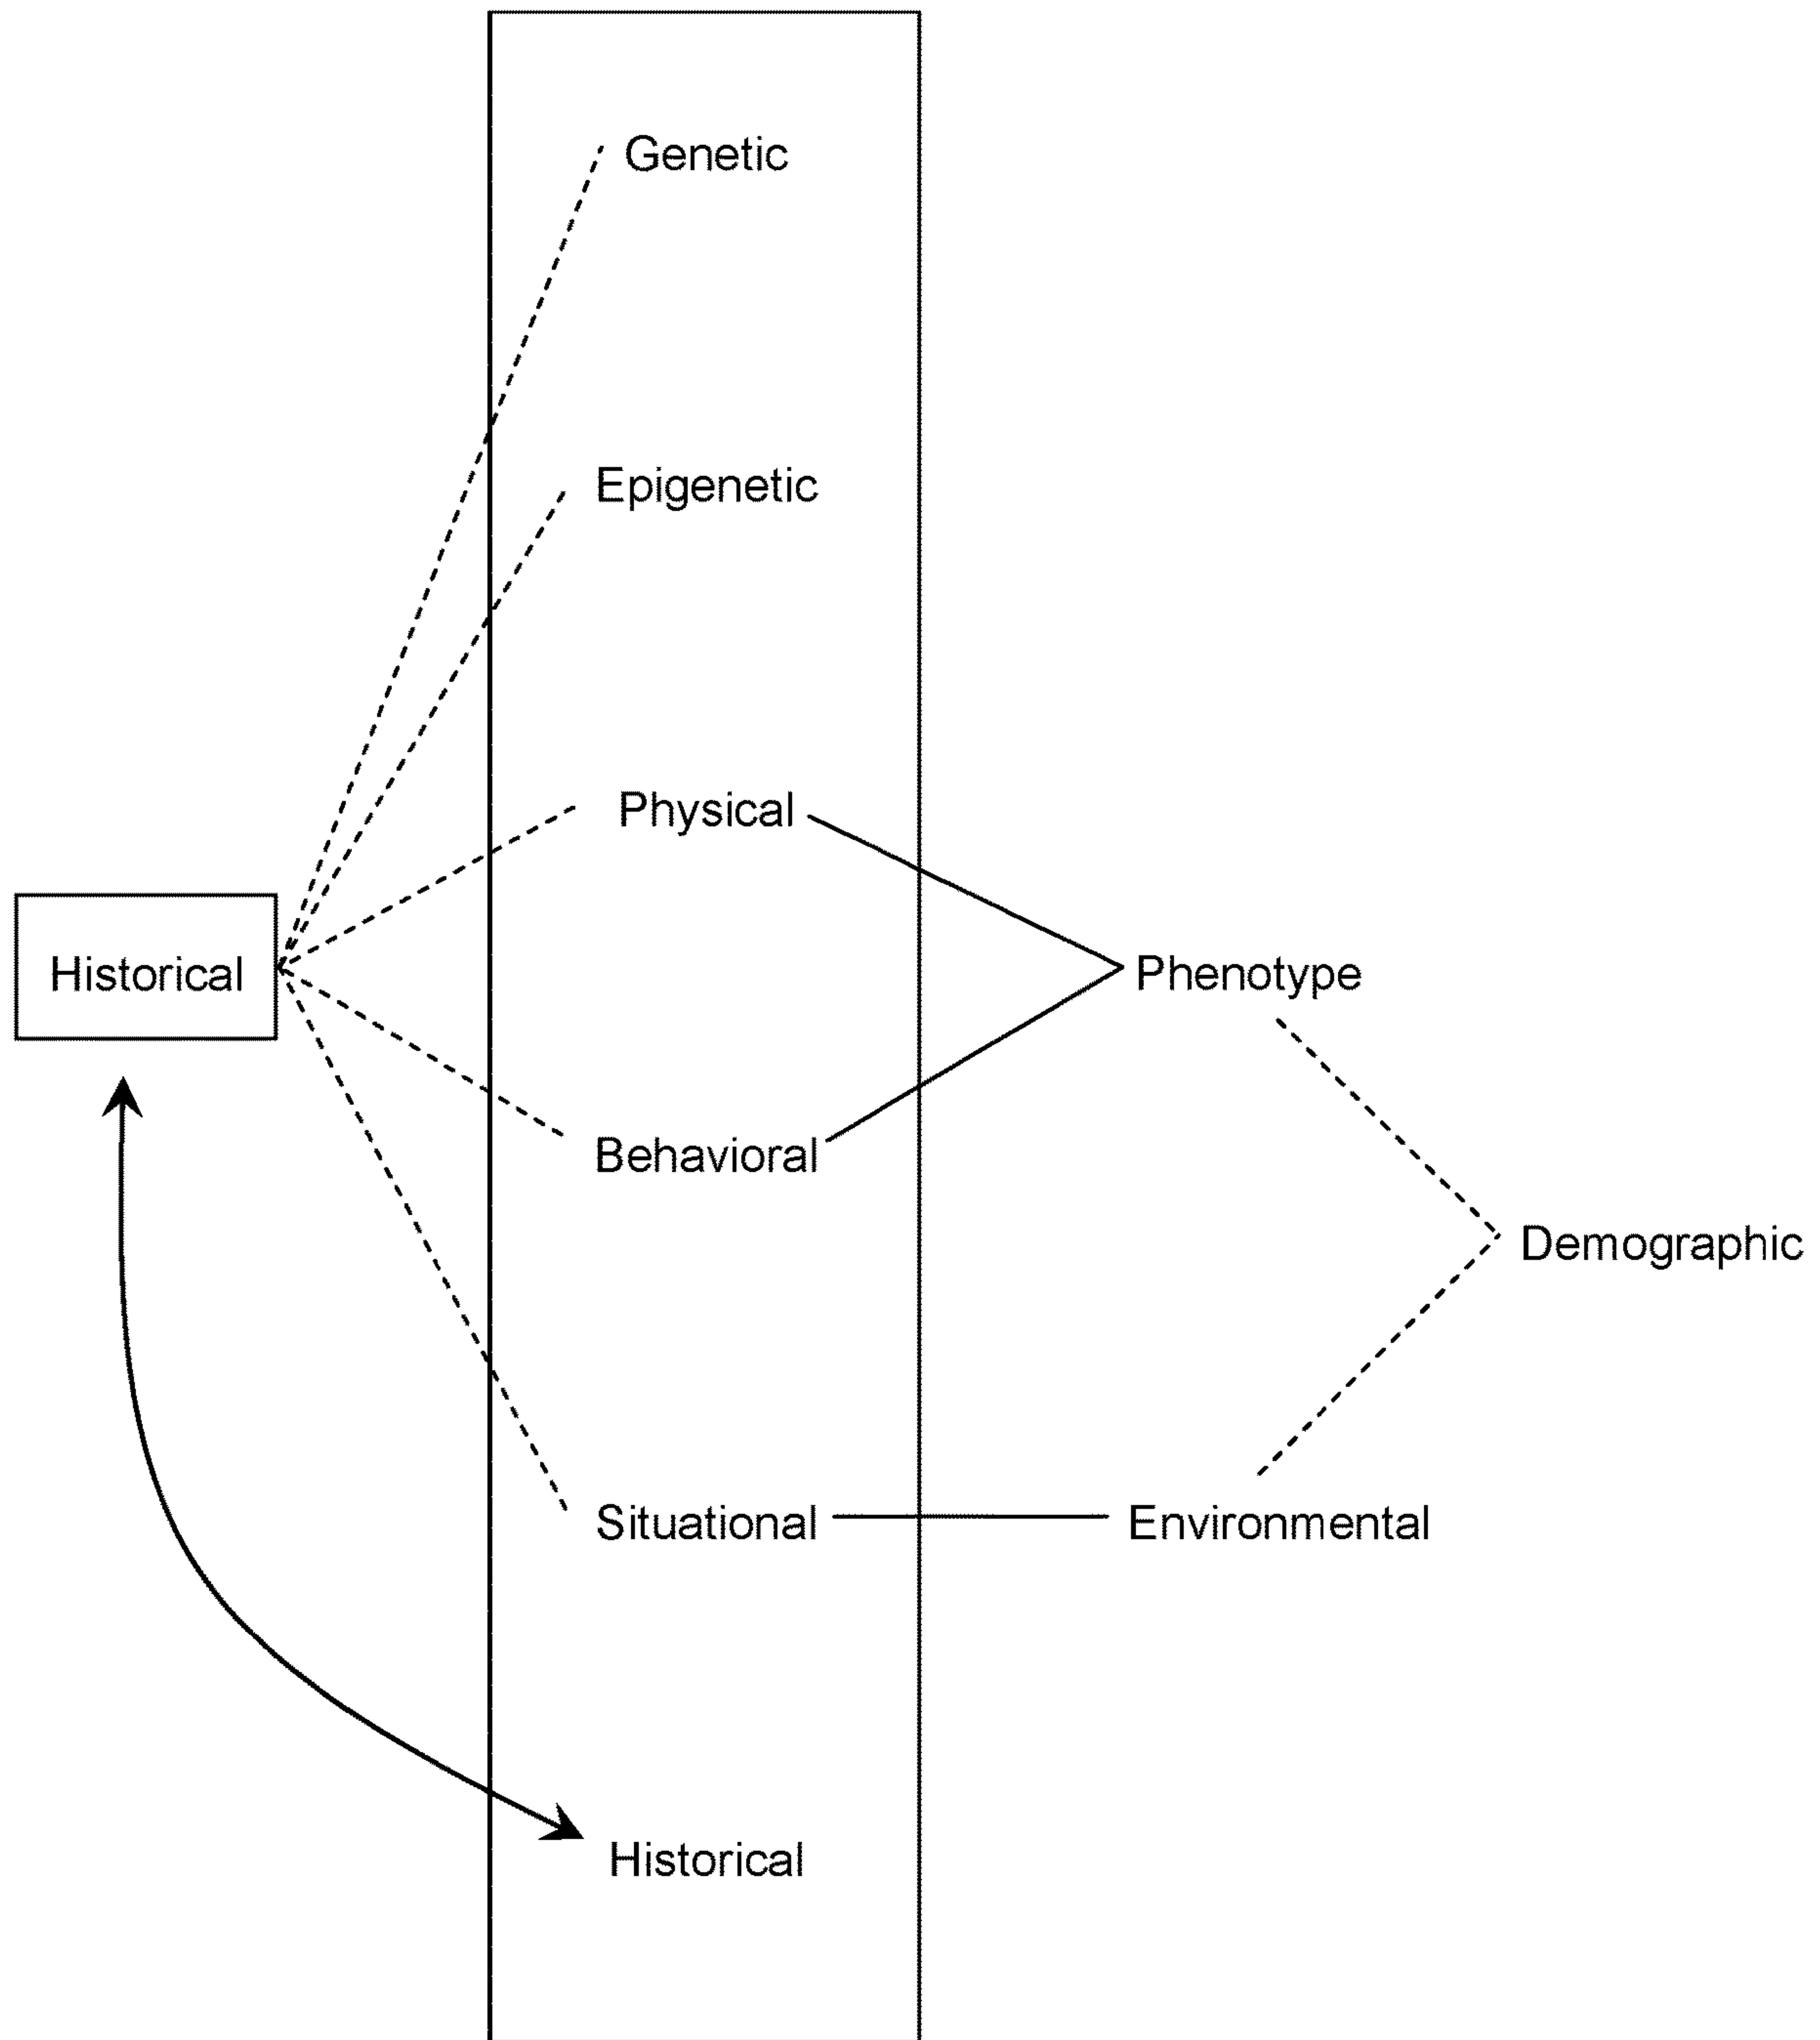 Genetic
Epigenetic
Physical
Historical
Phenotype
Behavioral
Demographic
Situational
Environmental
Historical